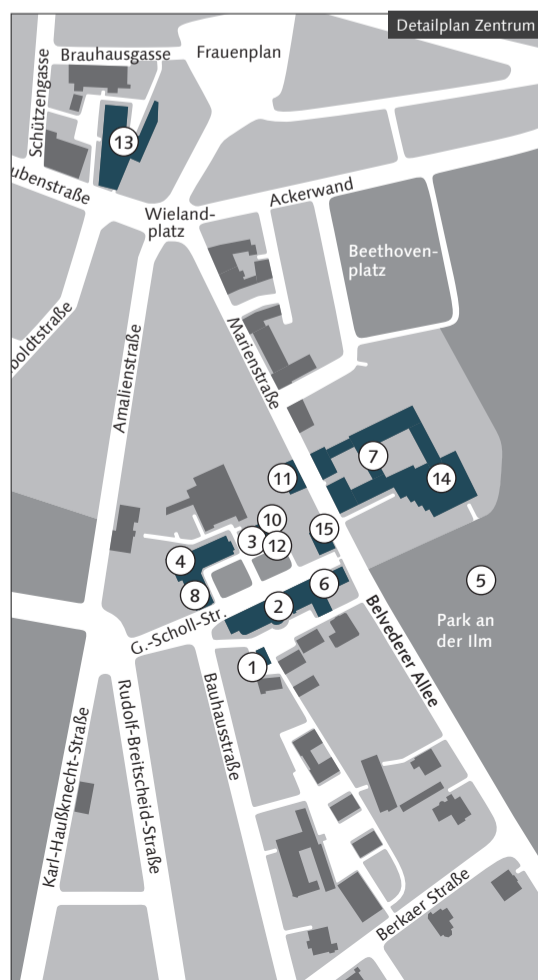 Detailplan Zentrum
Brauhausgasse
Frauenplan
Schützengasse
13
ubenstraße
Wieland-
platz
Ackerwand
Beethoven-
platz
boldtstraße
Amalienstraße
Marienstraße
7
11
14
10
3
12
15
4
5
6
8
2
Park an
der Ilm
G.-Scholl-Str.
Belvederer Allee
1
Bauhausstraße
Rudolf-Breitscheid-Straße
Karl-Haußknecht-Straße
Berkaer Straße